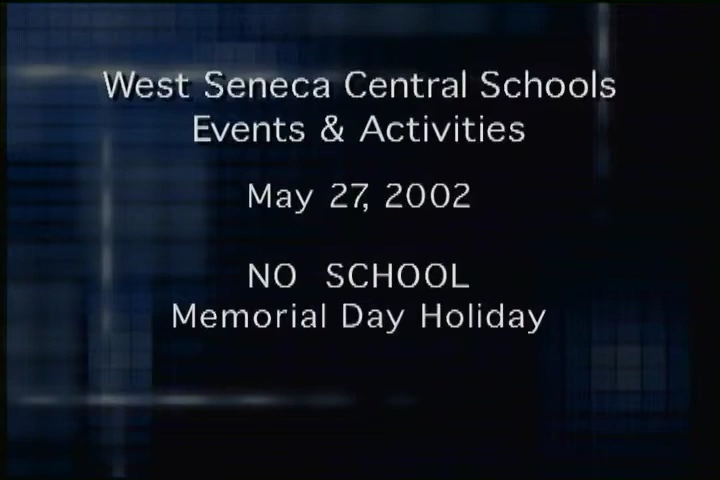 West Seneca Central Schools
Events & Activities
May 27, 2002
NO SCHOOL
Memorial Day Holiday